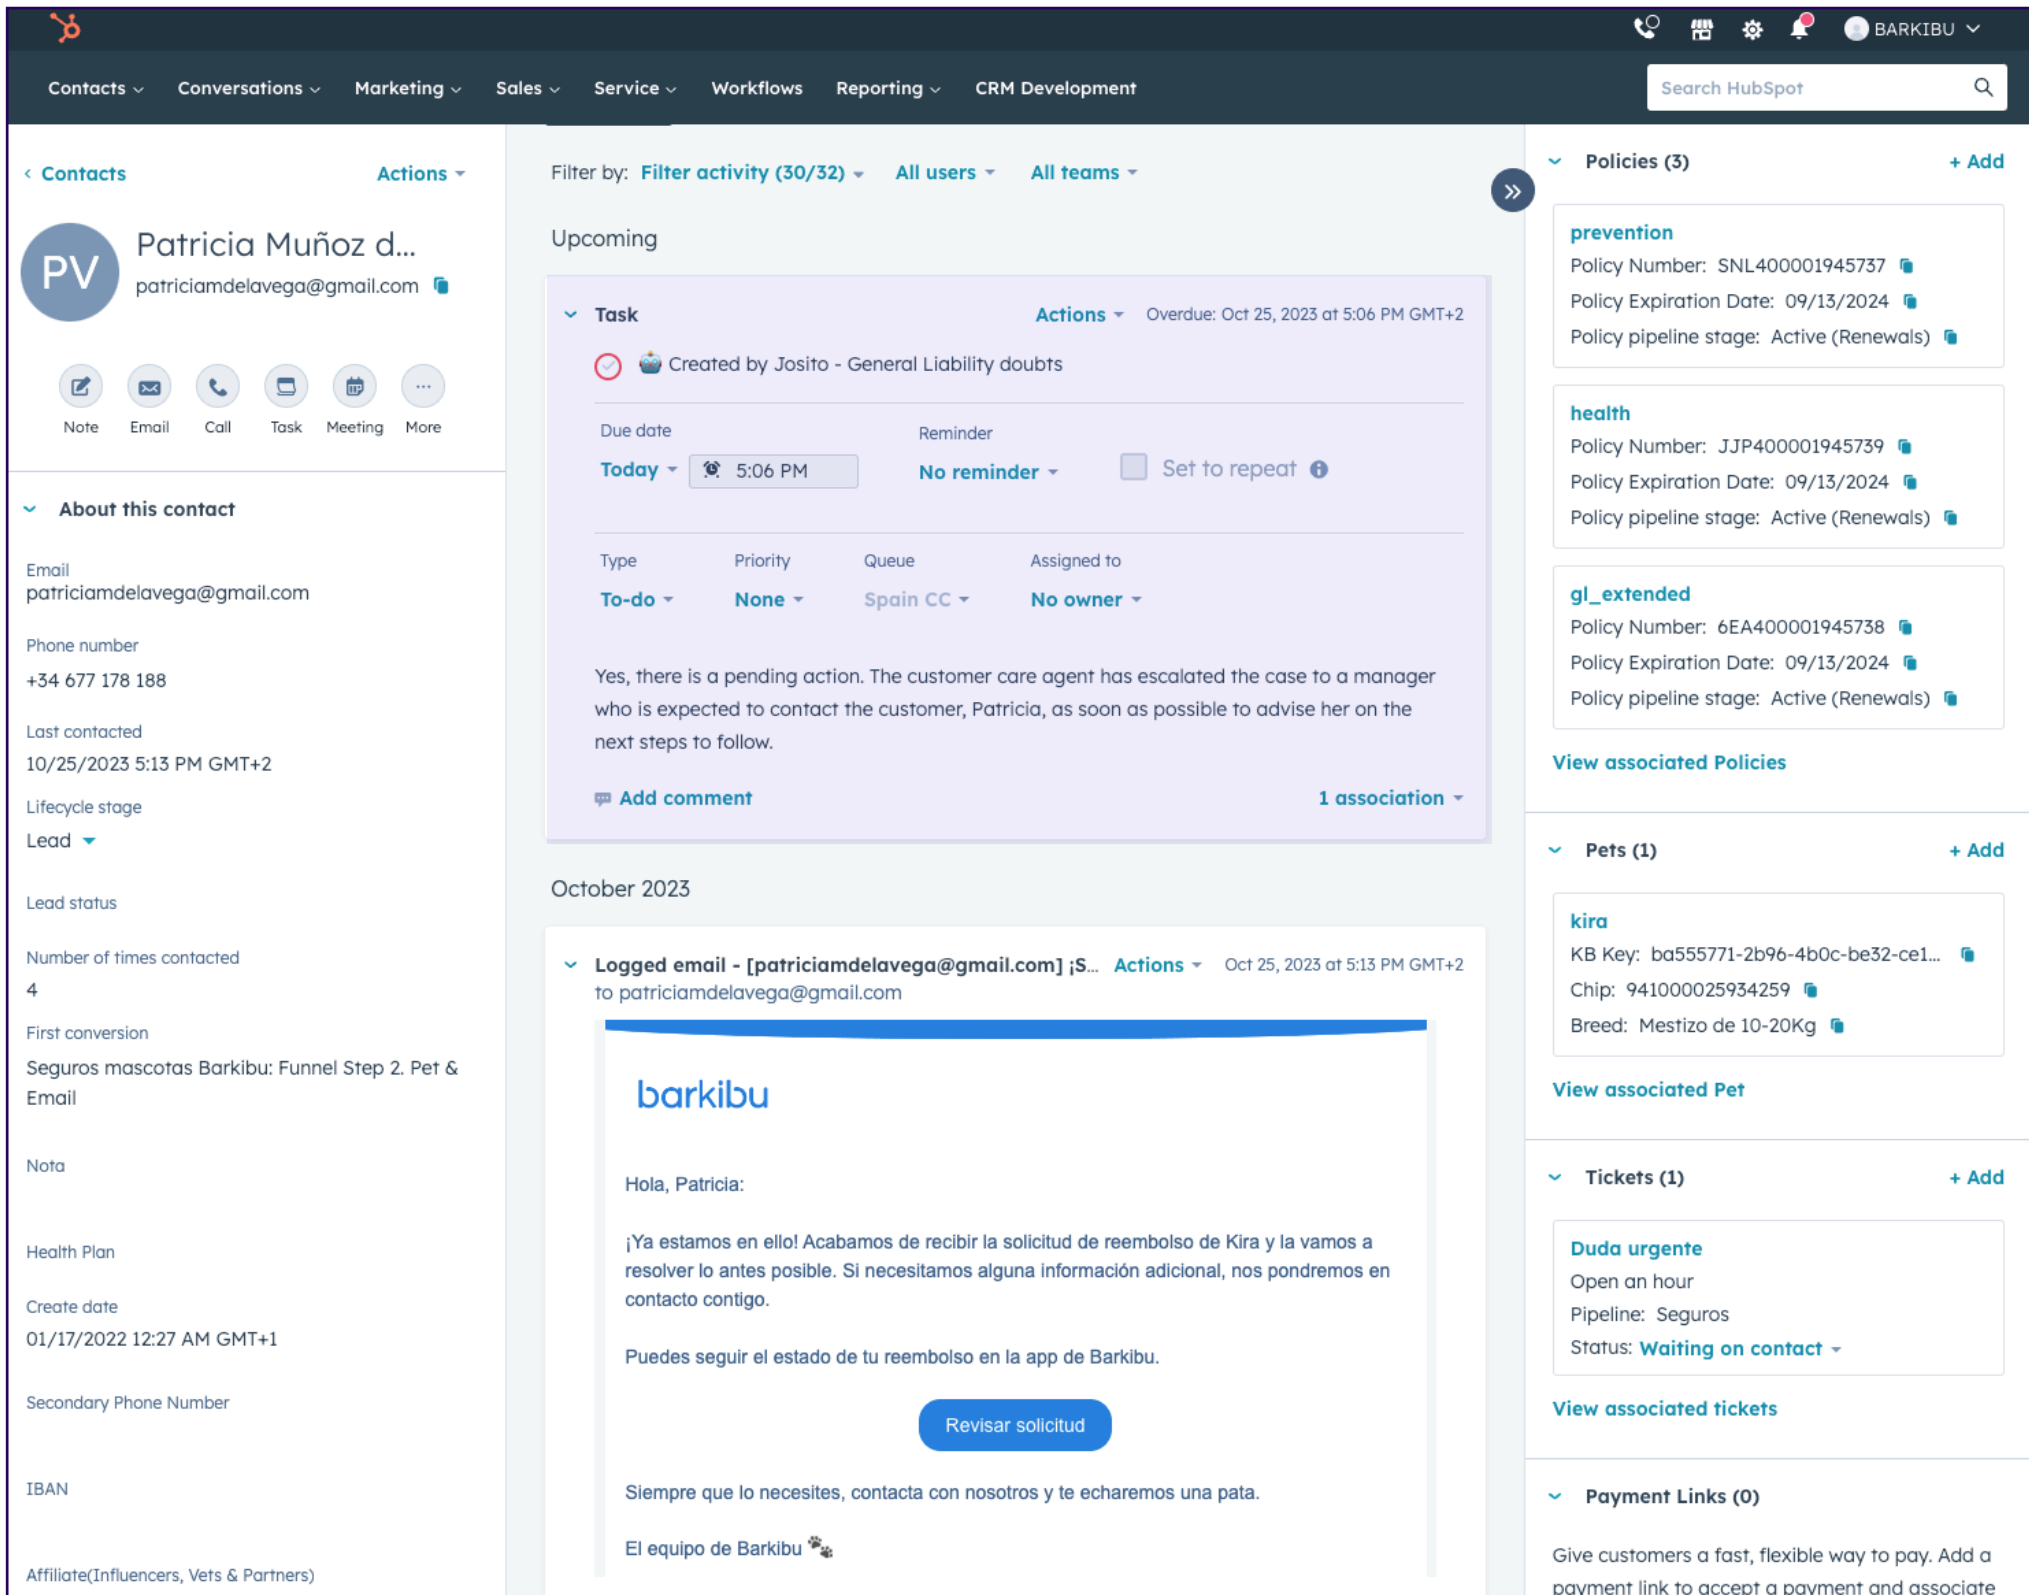 BARKIBU
Contacts
Conversations
Marketing
Sales
Service
Workflows
Reporting
CRM Development
Search HubSpot
Contacts
Actions
PV
Patricia Muñoz d...
patriciamdelavega@gmail.com
Note
Email
Call
Task
Meeting
More
About this contact
Email
patriciamdelavega@gmail.com
Phone number
+34 677 178 188
Last contacted
10/25/2023 5:13 PM GMT+2
Lifecycle stage
Lead
Lead status
Number of times contacted
4
First conversion
Seguros mascotas Barkibu: Funnel Step 2. Pet &
Email
Nota
Health Plan
Create date
01/17/2022 12:27 AM GMT+1
Secondary Phone Number
IBAN
Affiliate(Influencers, Vets & Partners)
Filter by: Filter activity (30/32) All users All teams
Upcoming
Task
Actions
Overdue: Oct 25, 2023 at 5:06 PM GMT+2
Created by Josito - General Liability doubts
Due date
Reminder
Today
5:06 PM
No reminder
Set to repeat
Type
Priority
Queue
Assigned to
To-do
None
Spain CC
No owner
Yes, there is a pending action. The customer care agent has escalated the case to a manager
who is expected to contact the customer, Patricia, as soon as possible to advise her on the
next steps to follow.
Add comment
1 association
October 2023
Logged email - [patriciamdelavega@gmail.com] ¡S...
Actions
Oct 25, 2023 at 5:13 PM GMT+2
to patriciamdelavega@gmail.com
barkibu
Hola, Patricia:
¡Ya estamos en ello! Acabamos de recibir la solicitud de reembolso de Kira y la vamos a
resolver lo antes posible. Si necesitamos alguna información adicional, nos pondremos en
contacto contigo.
Puedes seguir el estado de tu reembolso en la app de Barkibu.
Revisar solicitud
Siempre que lo necesites, contacta con nosotros y te echaremos una pata.
El equipo de Barkibu
Policies (3)
+ Add
prevention
Policy Number: SNL400001945737
Policy Expiration Date: 09/13/2024
Policy pipeline stage: Active (Renewals)
health
Policy Number: JJP400001945739
Policy Expiration Date: 09/13/2024
Policy pipeline stage: Active (Renewals)
gl_extended
Policy Number: 6EA400001945738
Policy Expiration Date: 09/13/2024
Policy pipeline stage: Active (Renewals)
View associated Policies
Pets (1)
+ Add
kira
KB Key: ba555771-2b96-4b0c-be32-ce1...
Chip: 941000025934259
Breed: Mestizo de 10-20Kg
View associated Pet
Tickets (1)
+ Add
Duda urgente
Open an hour
Pipeline: Seguros
Status: Waiting on contact
View associated tickets
Payment Links (0)
Give customers a fast, flexible way to pay. Add a
payment link to accept a payment and associate